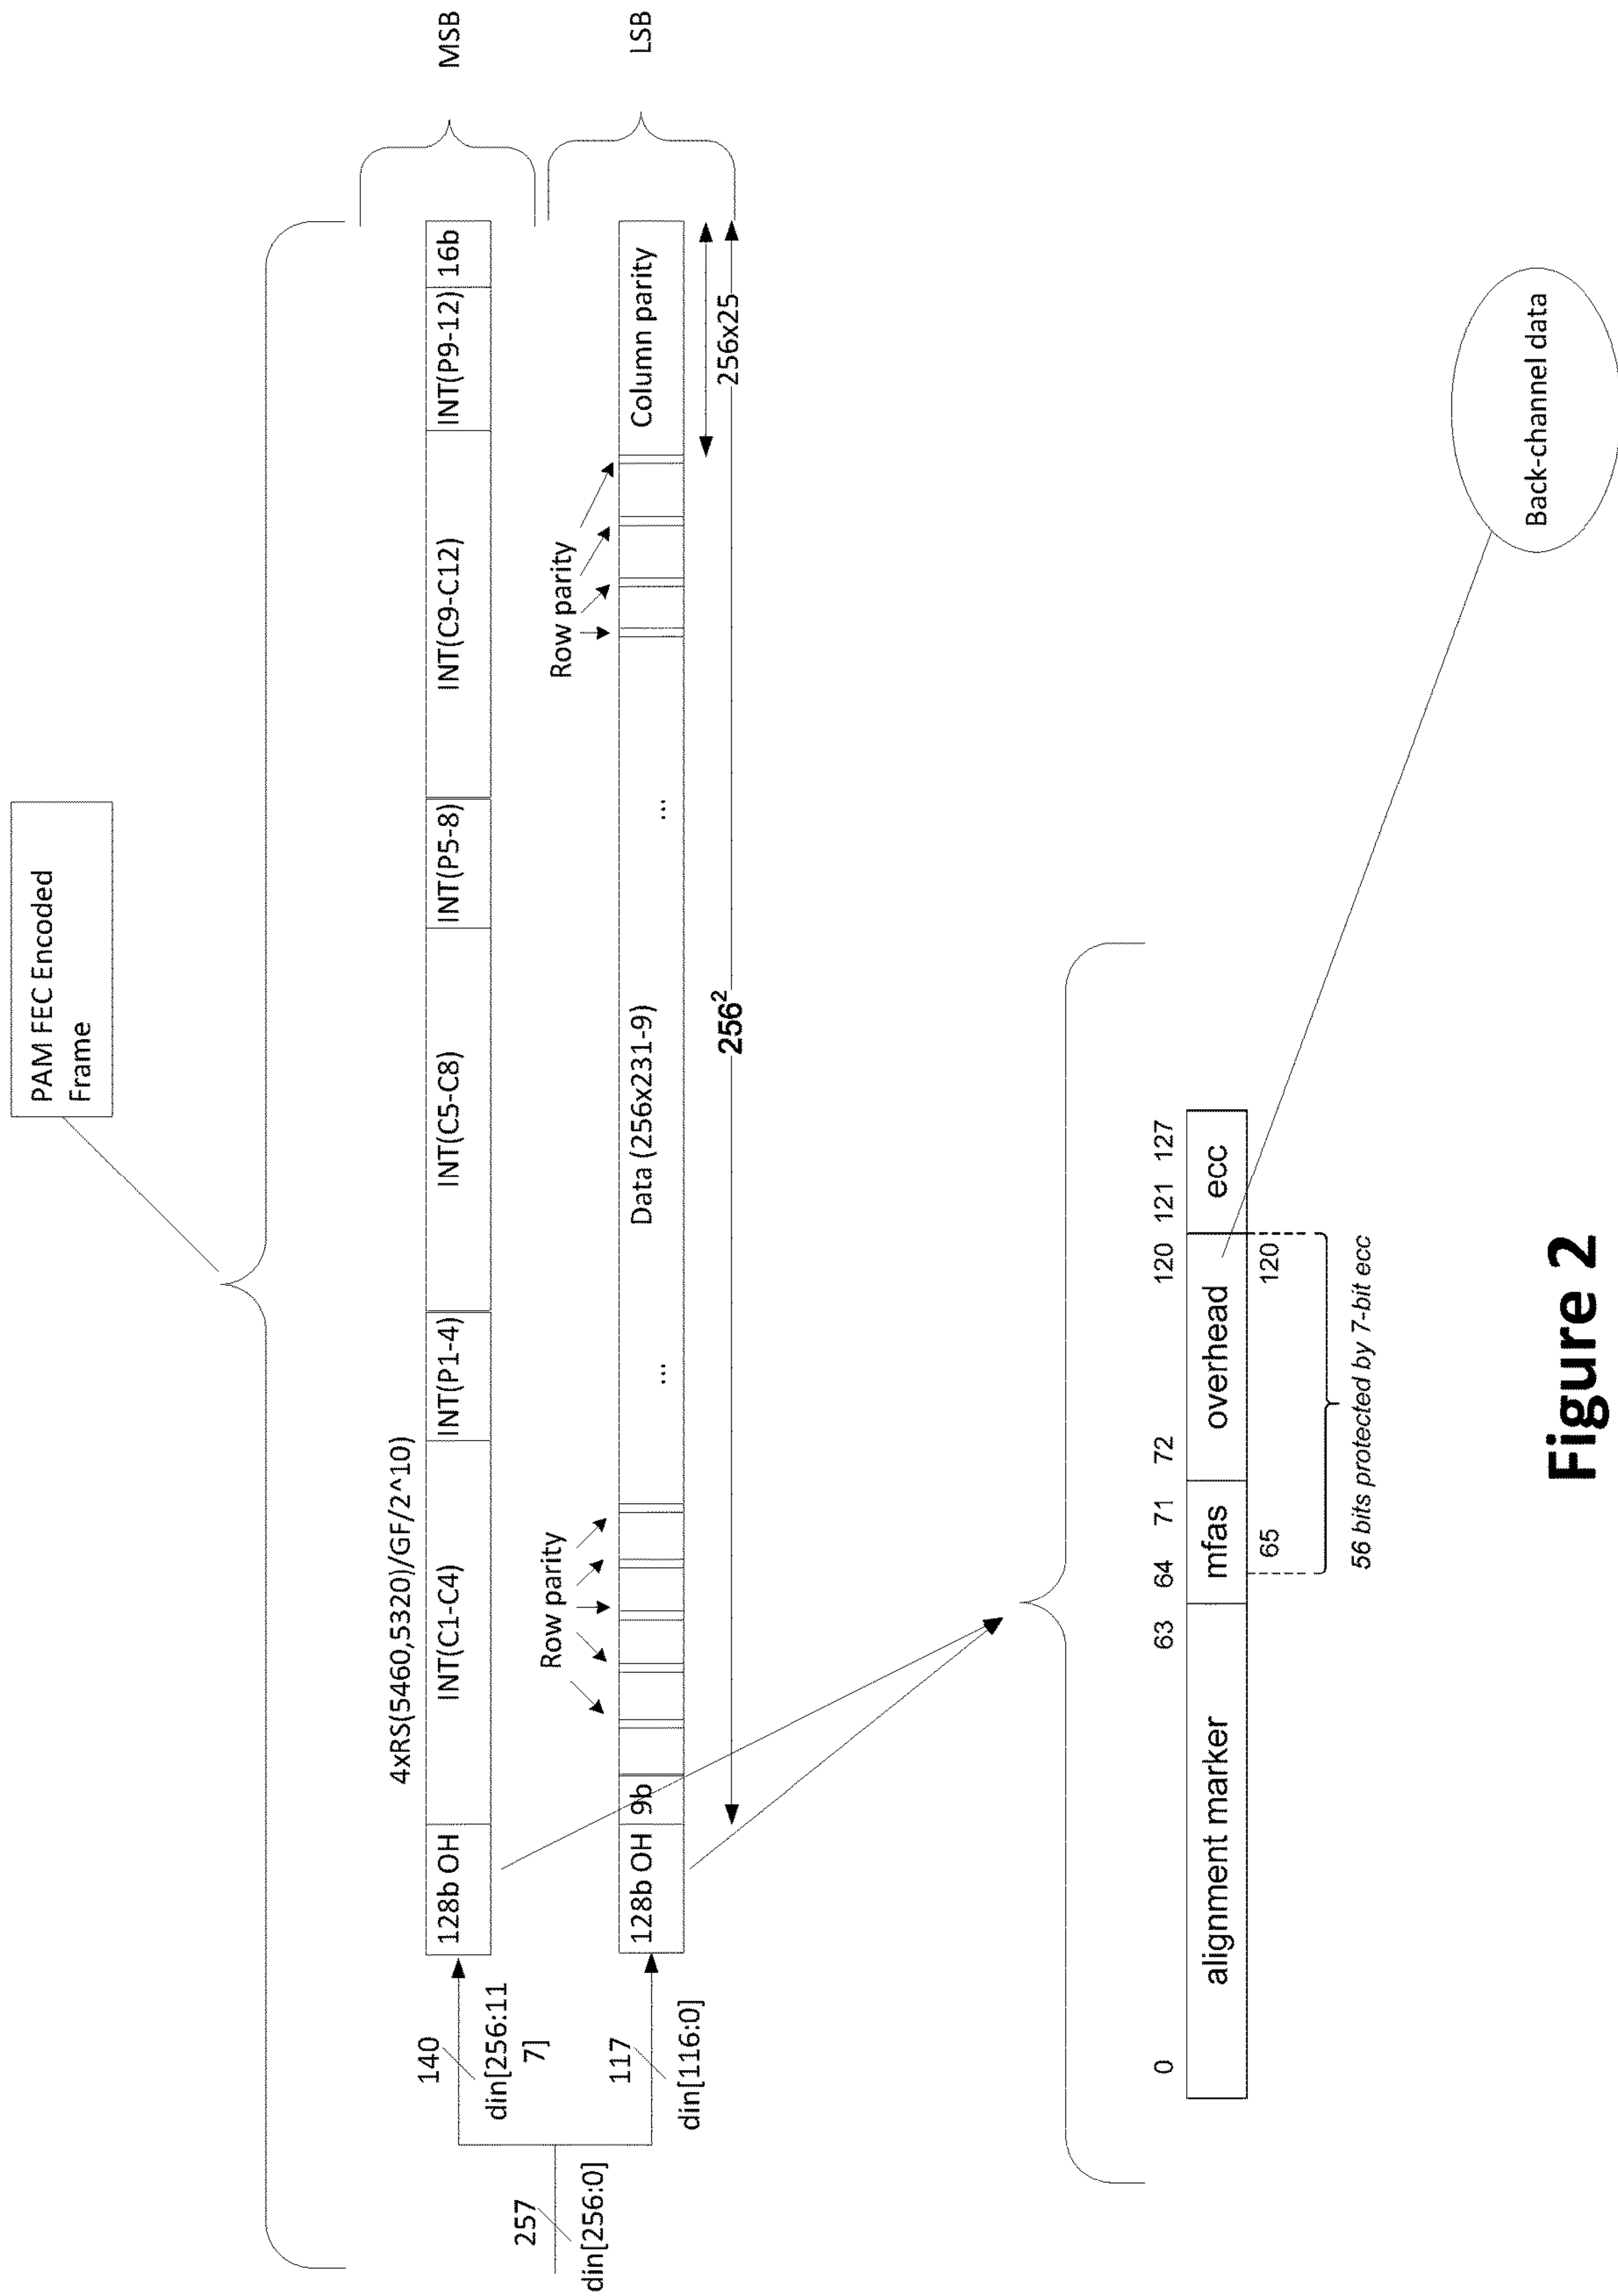 PAM FEC Encoded
Frame
MSB
LSB
4xRS(5460,5320)/GF/2^10)
128b OH
INT(C1-C4)
INT(P1-4)
INT(C5-C8)
INT(P5-8)
INT(C9-C12)
INT(P9-12)
16b
257
din[256:0]
140
din[256:11
7]
117
din[116:0]
Row parity
Row parity
128b OH
9b
...
Data (256x231-9)
...
Column parity
256x25
256²
0
63
64
71
72
120
121
127
alignment marker
mfas
overhead
ecc
65
120
56 bits protected by 7-bit ecc
Back-channel data
Figure 2